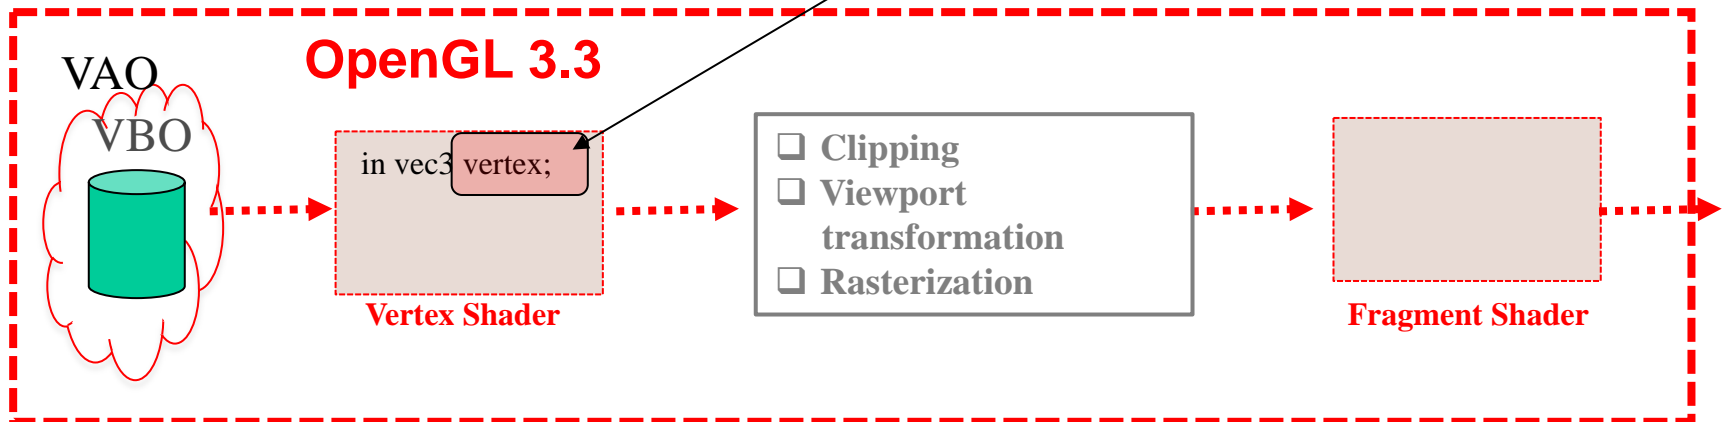 OpenGL 3.3
VAO
VBO
in vec3 vertex;
Vertex Shader
❑ Clipping
❑ Viewport
transformation
❑ Rasterization
Fragment Shader